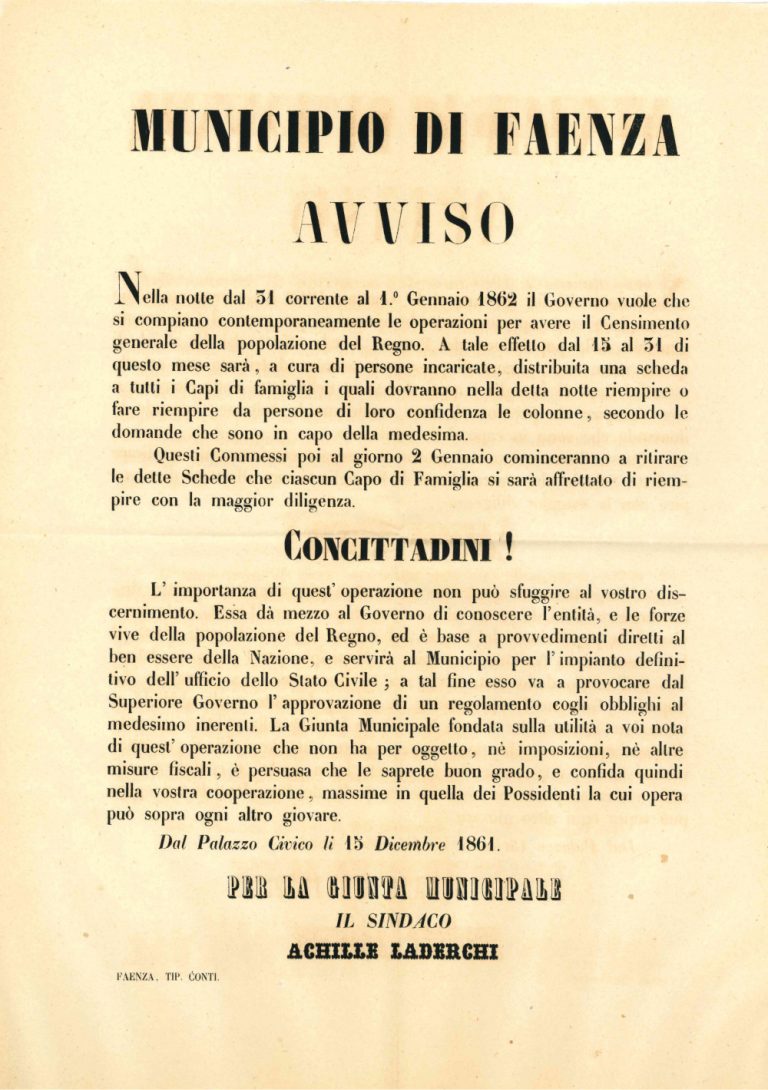 MUNICIPIO DI FAENZA
AVVISO
Nella notte dal 31 corrente al 1.º Gennaio 1862 il Governo vuole che
si compiano contemporaneamente le operazioni per avere il Censimento
generale della popolazione del Regno. A tale effetto dal 15 al 31 di
questo mese sarà, a cura di persone incaricate, distribuita una scheda
a tutti i Capi di famiglia i quali dovranno nella detta notte riempire o
fare riempire da persone di loro confidenza le colonne, secondo le
domande che sono in capo della medesima.
Questi Commessi poi al giorno 2 Gennaio cominceranno a ritirare
le dette Schede che ciascun Capo di Famiglia si sarà affrettato di riem-
pire con la maggior diligenza.
CONCITTADINI !
L' importanza di quest' operazione non può sfuggire al vostro dis-
cernimento. Essa dà mezzo al Governo di conoscere l'entità, e le forze
vive della popolazione del Regno, ed è base a provvedimenti diretti al
ben essere della Nazione, e servirà al Municipio per l' impianto defini-
tivo dell' ufficio dello Stato Civile ; a tal fine esso va a provocare dal
Superiore Governo l' approvazione di un regolamento cogli obblighi al
medesimo inerenti. La Giunta Municipale fondata sulla utilità a voi nota
di quest' operazione che non ha per oggetto, nè imposizioni, nè altre
misure fiscali, è persuasa che le saprete buon grado, e confida quindi
nella vostra cooperazione, massime in quella dei Possidenti la cui opera
può sopra ogni altro giovare.
Dal Palazzo Civico li 15 Dicembre 1861.
PER LA GIUNTA MUNICIPALE
IL SINDACO
ACHILLE LADERCHI
FAENZA. TIP. CONTI.